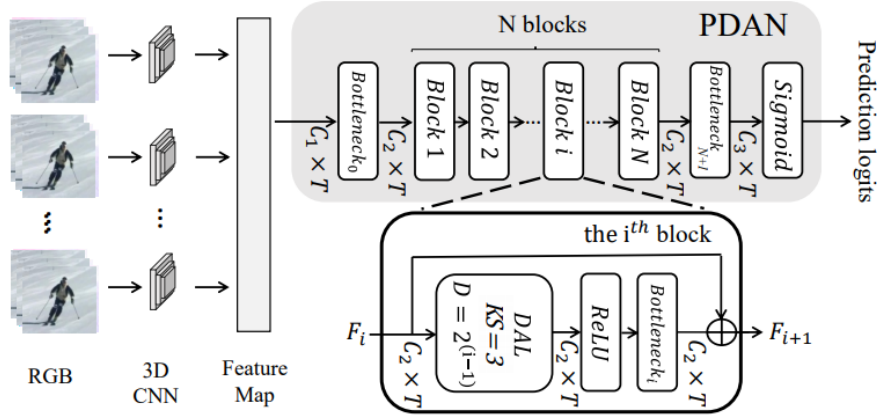 N blocks
PDAN
C₁ × T
Bottleneck₀
C₂ × T
Block 1
Block 2
......
Block i
......
Block N
C₂ × T
Bottleneck_{N+1}
C₃ × T
Sigmoid
Prediction logits
...
...
the iᵗʰ block
Fᵢ
C₂ × T
DAL
KS = 3
D = 2⁽ⁱ⁻¹⁾
C₂ × T
ReLU
Bottleneckᵢ
C₂ × T
Fᵢ₊₁
RGB
3D
CNN
Feature
Map